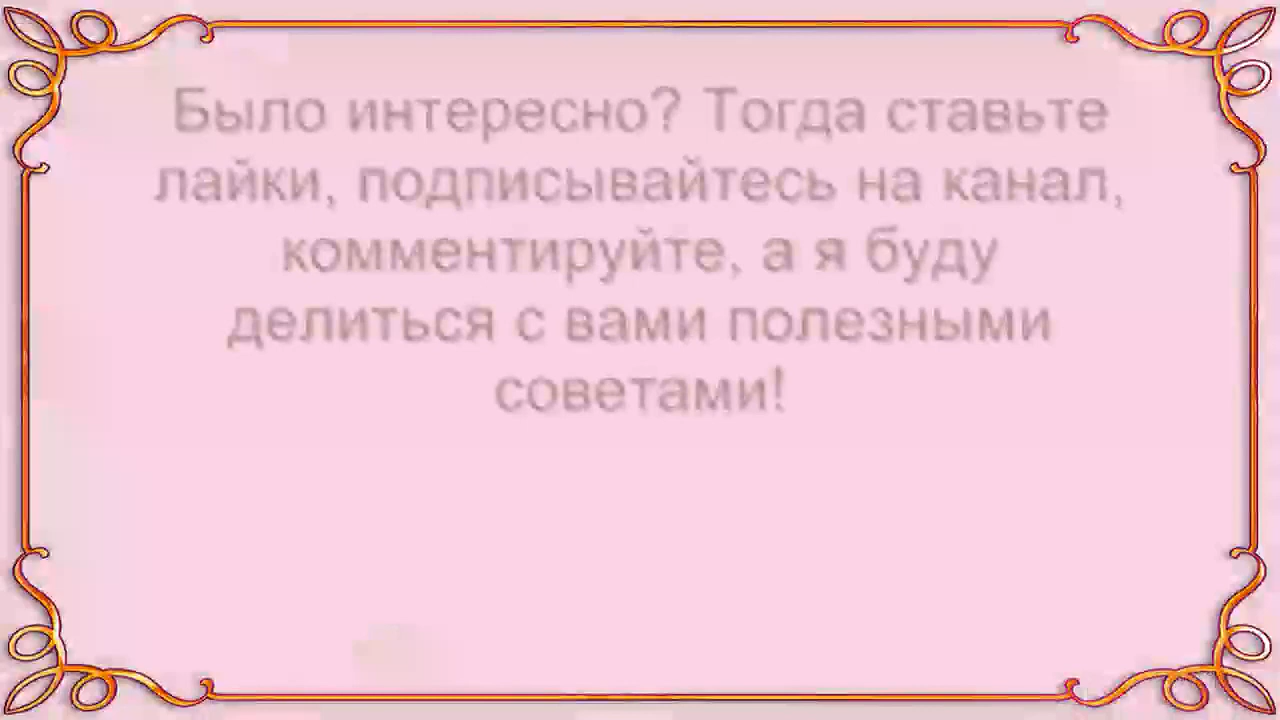 Было интересно? Тогда ставьте
лайки, подписывайтесь на канал,
комментируйте, а я буду
делиться с вами полезными
советами!